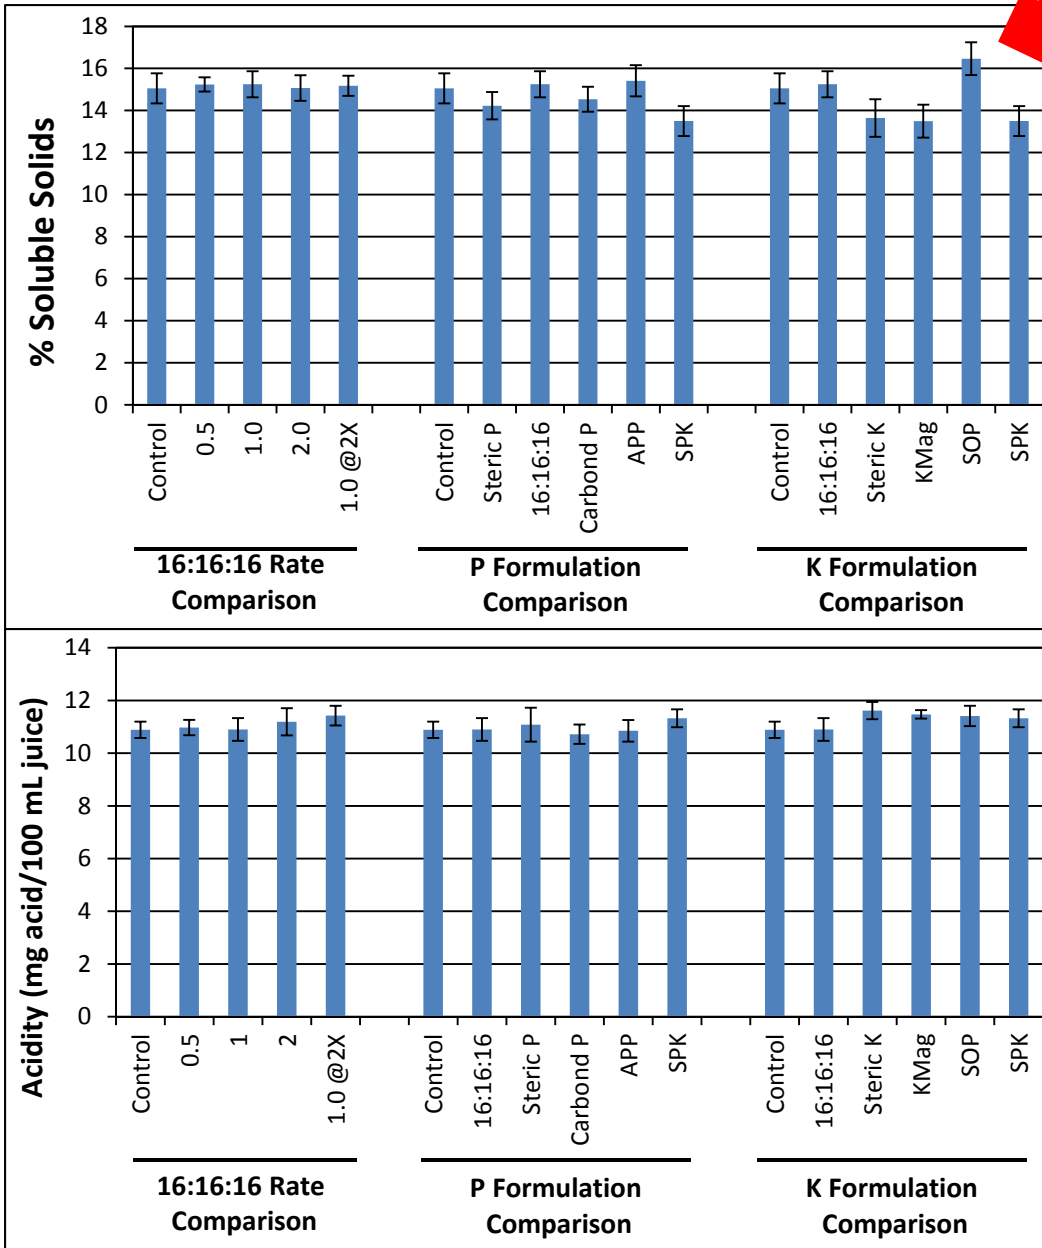 % Soluble Solids
18
16
14
12
10
8
6
4
2
0
Control
0.5
1.0
2.0
1.0 @2X
Control
Steric P
16:16:16
Carbond P
APP
SPK
Control
16:16:16
Steric K
KMag
SOP
SPK
16:16:16 Rate
Comparison
P Formulation
Comparison
K Formulation
Comparison
Acidity (mg acid/100 mL juice)
14
12
10
8
6
4
2
0
Control
0.5
1
2
1.0 @2X
Control
16:16:16
Steric P
Carbond P
APP
SPK
Control
16:16:16
Steric K
KMag
SOP
SPK
16:16:16 Rate
Comparison
P Formulation
Comparison
K Formulation
Comparison